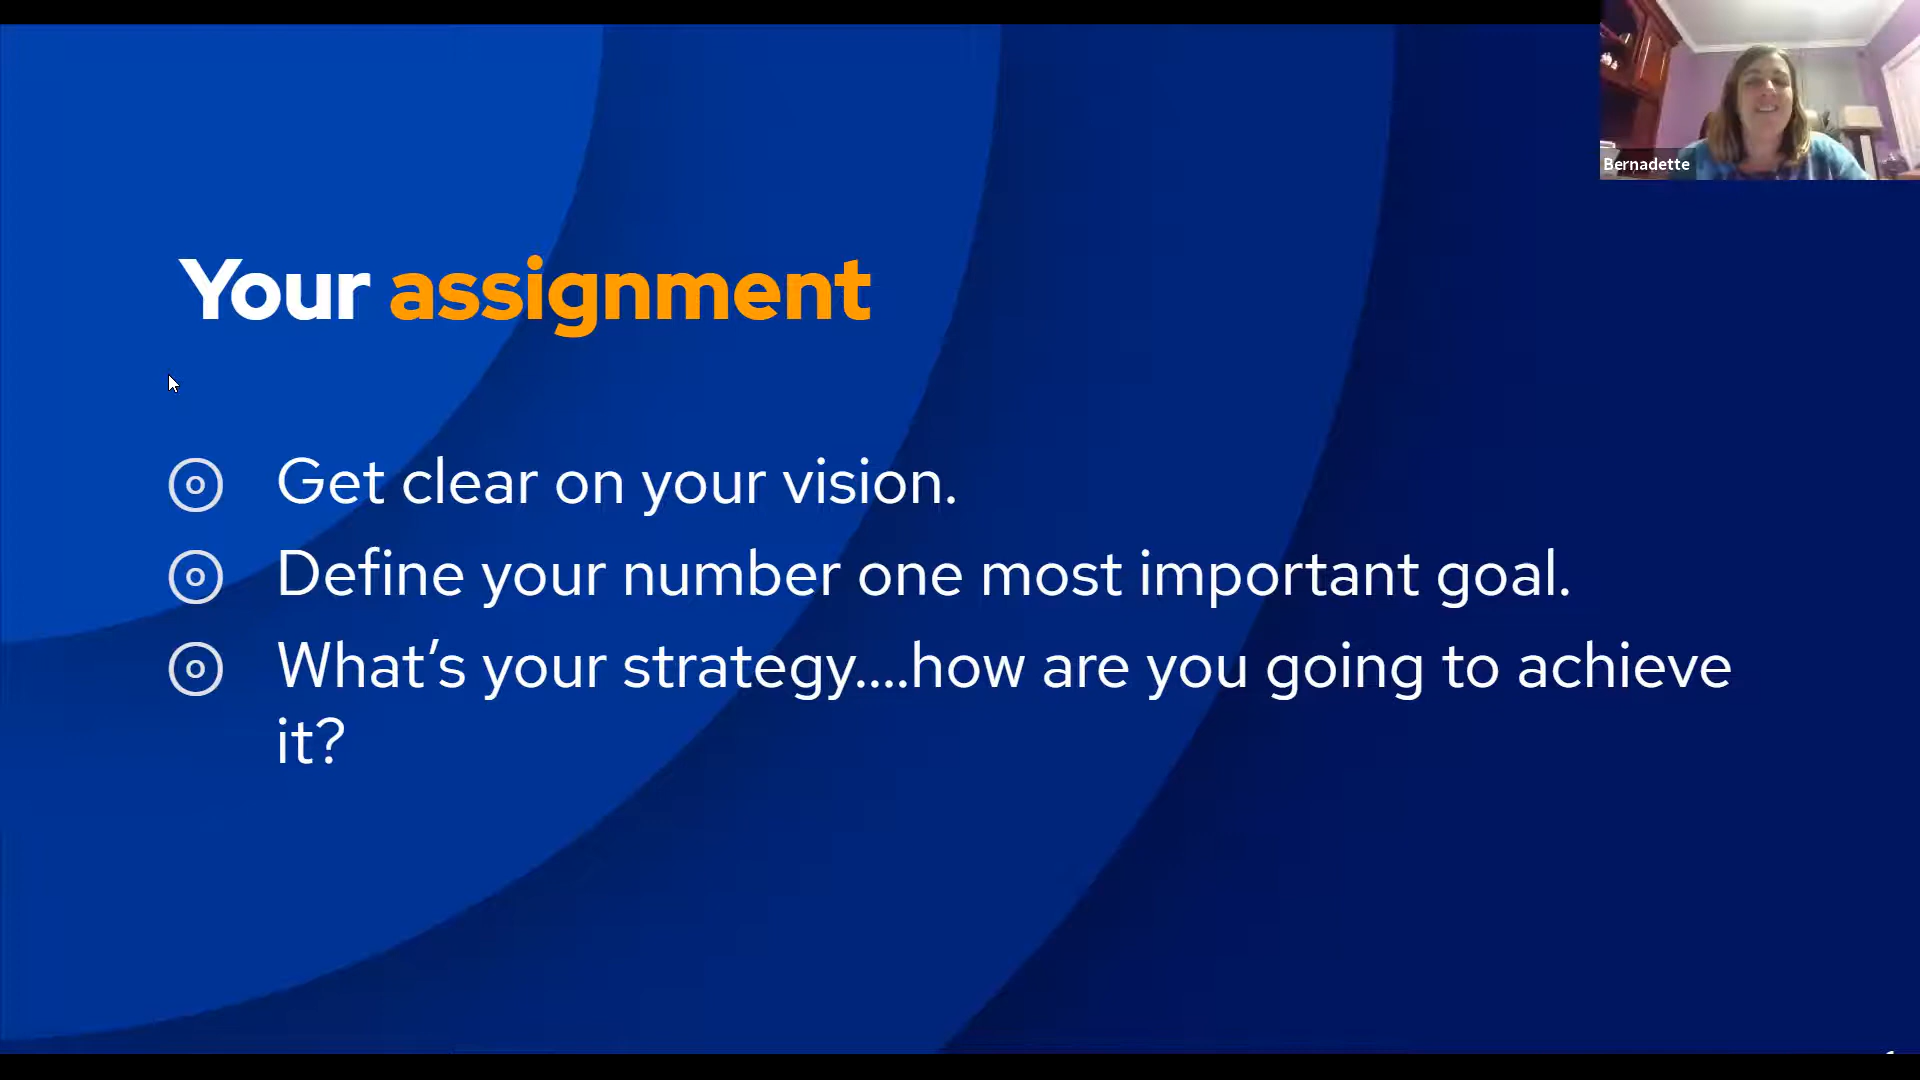 Bernadette
Your assignment
Get clear on your vision.
Define your number one most important goal.
What’s your strategy....how are you going to achieve
it?